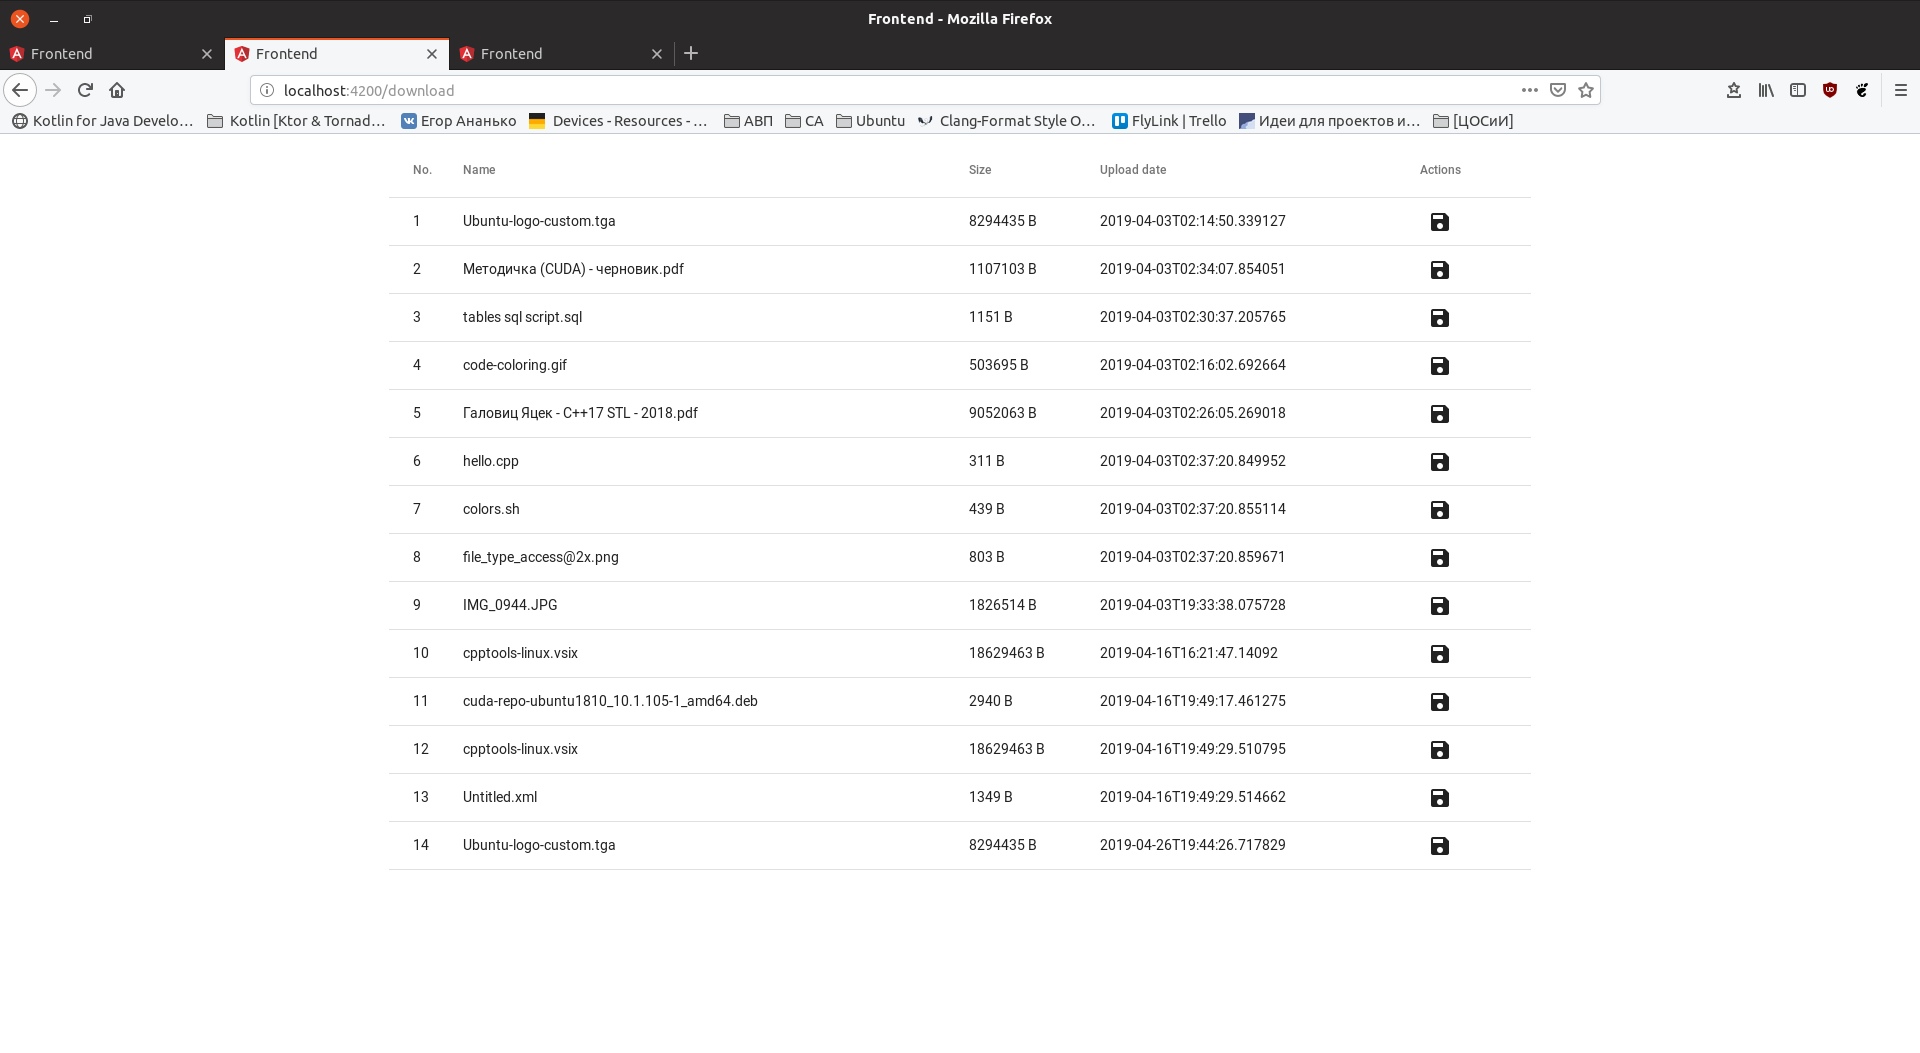 Frontend - Mozilla Firefox
Frontend Frontend Frontend
localhost:4200/download
Kotlin for Java Develo... Kotlin [Ktor & Tornad... Егор Ананько Devices - Resources - ... АВП СА Ubuntu Clang-Format Style O... FlyLink | Trello Идеи для проектов и... [ЦОСиИ]
No. Name Size Upload date Actions
1 Ubuntu-logo-custom.tga 8294435 B 2019-04-03T02:14:50.339127
2 Методичка (CUDA) - черновик.pdf 1107103 B 2019-04-03T02:34:07.854051
3 tables sql script.sql 1151 B 2019-04-03T02:30:37.205765
4 code-coloring.gif 503695 B 2019-04-03T02:16:02.692664
5 Галовиц Яцек - C++17 STL - 2018.pdf 9052063 B 2019-04-03T02:26:05.269018
6 hello.cpp 311 B 2019-04-03T02:37:20.849952
7 colors.sh 439 B 2019-04-03T02:37:20.855114
8 file_type_access@2x.png 803 B 2019-04-03T02:37:20.859671
9 IMG_0944.JPG 1826514 B 2019-04-03T19:33:38.075728
10 cpptools-linux.vsix 18629463 B 2019-04-16T16:21:47.14092
11 cuda-repo-ubuntu1810_10.1.105-1_amd64.deb 2940 B 2019-04-16T19:49:17.461275
12 cpptools-linux.vsix 18629463 B 2019-04-16T19:49:29.510795
13 Untitled.xml 1349 B 2019-04-16T19:49:29.514662
14 Ubuntu-logo-custom.tga 8294435 B 2019-04-26T19:44:26.717829